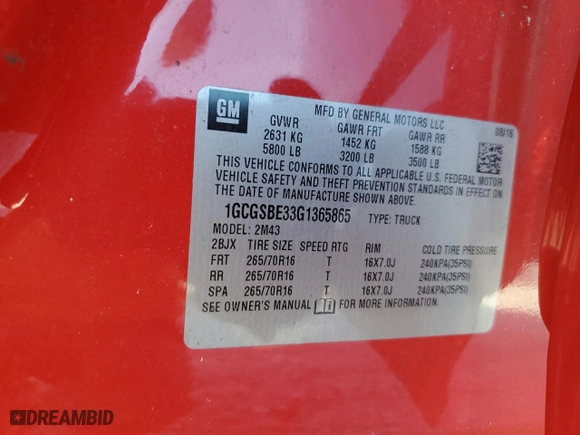 GM
MFD BY GENERAL MOTORS LLC
08/16
GVWR GAWR FRT GAWR RR
2631 KG 1452 KG 1588 KG
5800 LB 3200 LB 3500 LB
THIS VEHICLE CONFORMS TO ALL APPLICABLE U.S. FEDERAL MOTOR
VEHICLE SAFETY AND THEFT PREVENTION STANDARDS IN EFFECT ON
THE DATE OF MANUFACTURE SHOWN ABOVE.
1GCGSBE33G1365865 TYPE: TRUCK
MODEL: 2M43
2BJX TIRE SIZE SPEED RTG RIM COLD TIRE PRESSURE
FRT 265/70R16 T 16X7.0J 240KPA(35PSI)
RR 265/70R16 T 16X7.0J 240KPA(35PSI)
SPA 265/70R16 T 16X7.0J 240KPA(35PSI)
SEE OWNER'S MANUAL FOR MORE INFORMATION.
DREAMBID